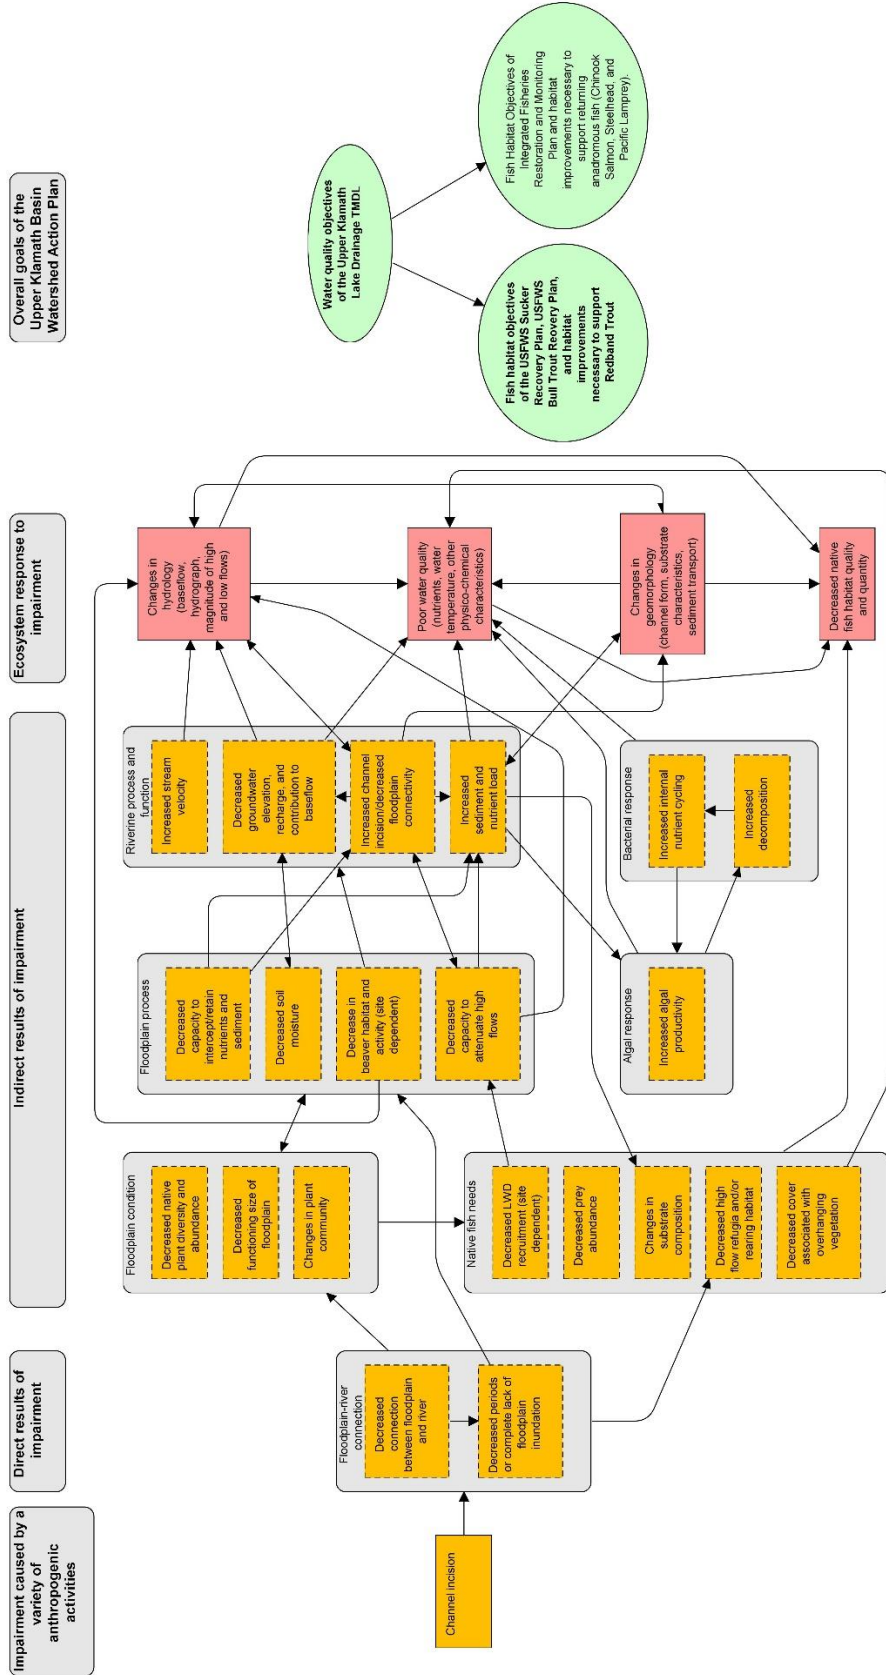 Impairment caused by a
variety of
anthropogenic
activities
Direct results of
impairment
Indirect results of impairment
Ecosystem response to
impairment
Overall goals of the
Upper Klamath Basin
Watershed Action Plan
Channel incision
Floodplain-river
connection
Decreased
connection
between floodplain
and river
Decreased periods
or complete lack of
floodplain
inundation
Floodplain condition
Decreased native
plant diversity and
abundance
Decreased
functioning size of
floodplain
Changes in plant
community
Native fish needs
Decreased LWD
recruitment (site
dependent)
Decreased prey
abundance
Changes in
substrate
composition
Decreased high
flow refugia and/or
rearing habitat
Decreased cover
associated with
overhanging
vegetation
Floodplain process
Decreased
capacity to
intercept/retain
nutrients and
sediment
Decreased soil
moisture
Decrease in
beaver habitat and
activity (site
dependent)
Decreased
capacity to
attenuate high
flows
Algal response
Increased algal
productivity
Riverine process and
function
Increased stream
velocity
Decreased
groundwater
elevation,
recharge, and
contribution to
baseflow
Increased channel
incision/decreased
floodplain
connectivity
Increased
sediment and
nutrient load
Bacterial response
Increased internal
nutrient cycling
Increased
decomposition
Changes in
hydrology
(baseflow,
hydrograph,
magnitude of high
and low flows)
Poor water quality
(nutrients, water
temperature, other
physico-chemical
characteristics)
Changes in
geomorphology
(channel form, substrate
characteristics,
sediment transport)
Decreased native
fish habitat quality
and quantity
Water quality objectives
of the Upper Klamath
Lake Drainage TMDL
Fish habitat objectives
of the USFWS Sucker
Recovery Plan, USFWS
Bull Trout Reovery Plan,
and habitat
improvements
necessary to support
Redband Trout
Fish Habitat Objectives of
Integrated Fisheries
Restoration and Monitoring
Plan and habitat
improvements necessary to
support returning
anadromous fish (Chinook
Salmon, Steelhead, and
Pacific Lamprey).